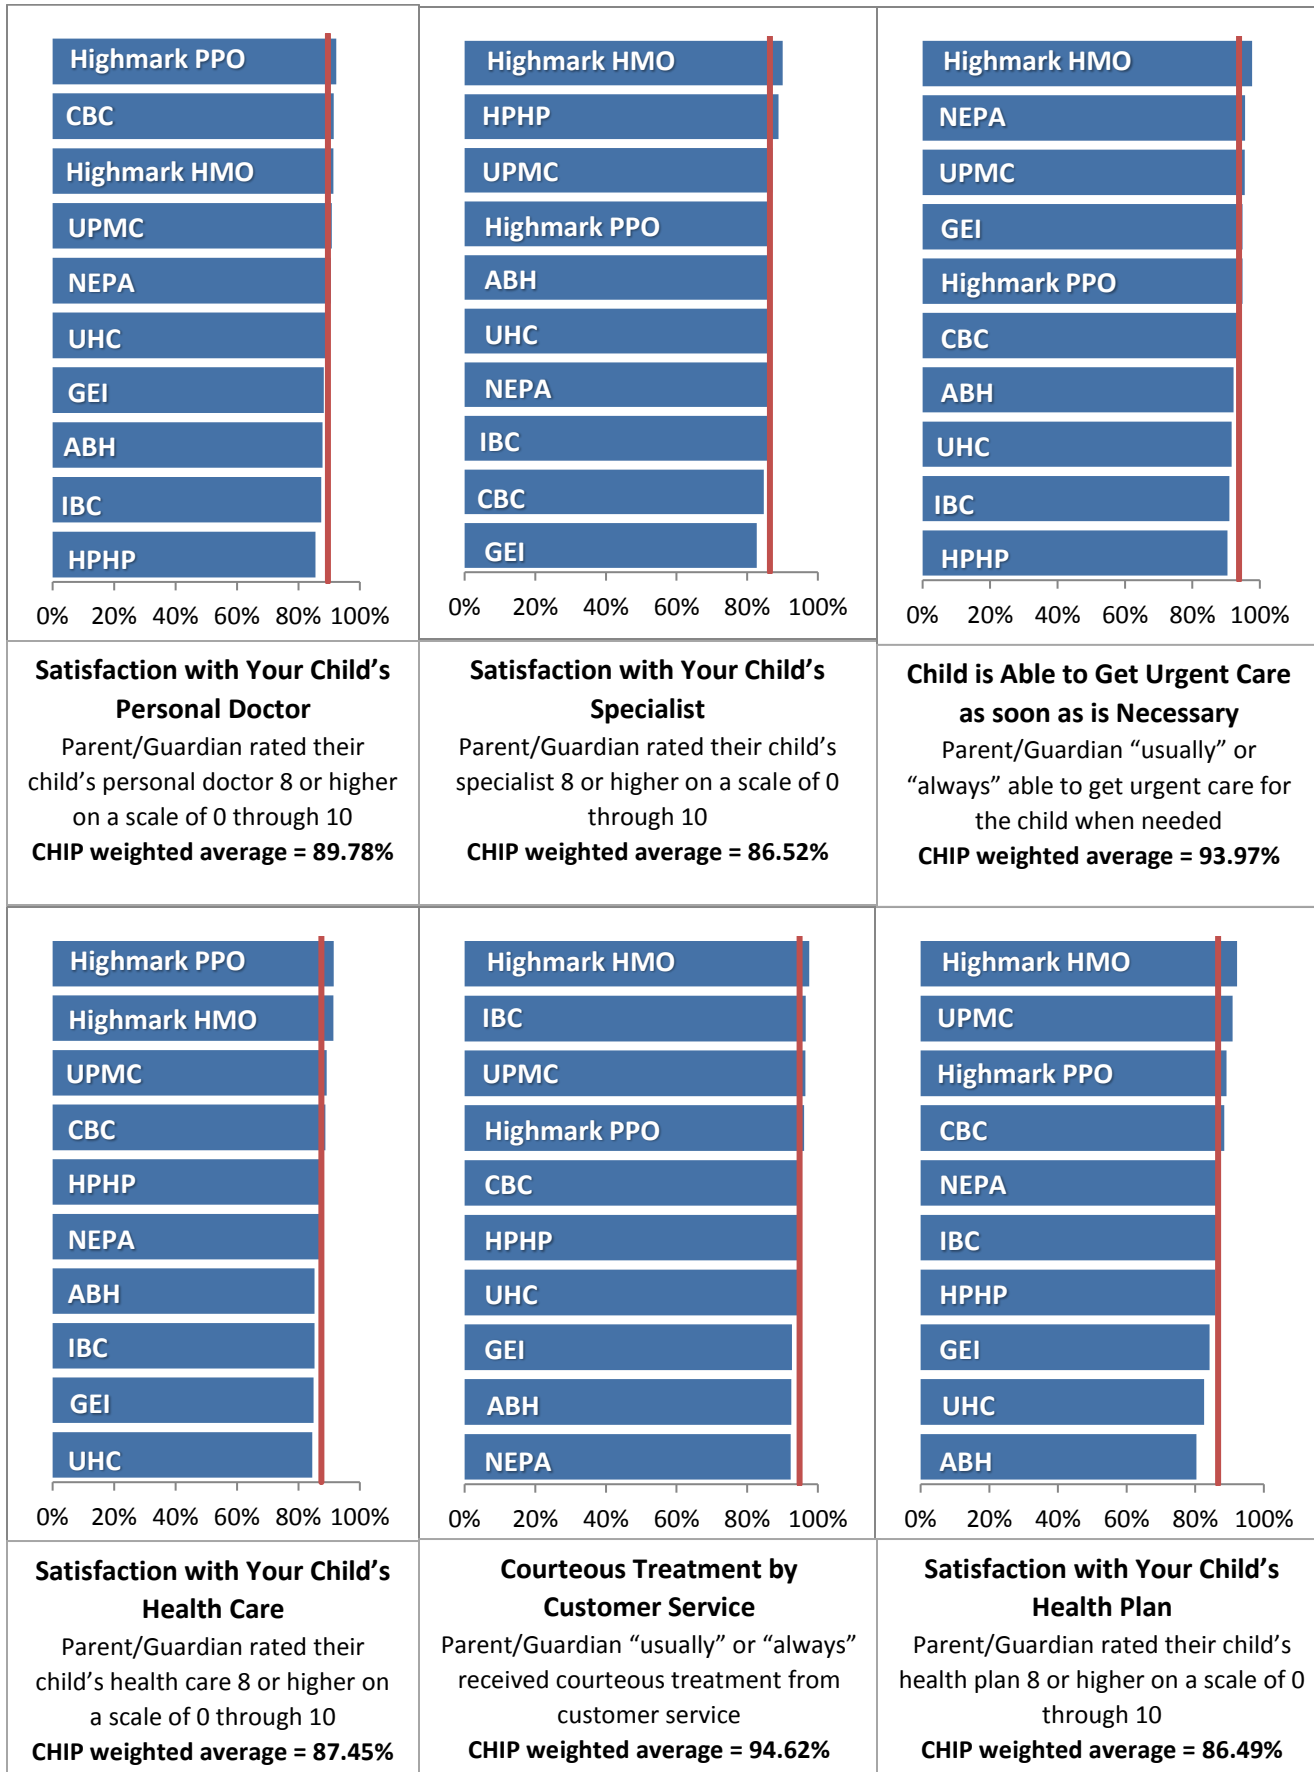 Highmark PPO
CBC
Highmark HMO
UPMC
NEPA
UHC
GEI
ABH
IBC
HPHP
0% 20% 40% 60% 80% 100%
Satisfaction with Your Child’s
Personal Doctor
Parent/Guardian rated their
child’s personal doctor 8 or higher
on a scale of 0 through 10
CHIP weighted average = 89.78%
Highmark HMO
HPHP
UPMC
Highmark PPO
ABH
UHC
NEPA
IBC
CBC
GEI
0% 20% 40% 60% 80% 100%
Satisfaction with Your Child’s
Specialist
Parent/Guardian rated their child’s
specialist 8 or higher on a scale of 0
through 10
CHIP weighted average = 86.52%
Highmark HMO
NEPA
UPMC
GEI
Highmark PPO
CBC
ABH
UHC
IBC
HPHP
0% 20% 40% 60% 80% 100%
Child is Able to Get Urgent Care
as soon as is Necessary
Parent/Guardian “usually” or
“always” able to get urgent care for
the child when needed
CHIP weighted average = 93.97%
Highmark PPO
Highmark HMO
UPMC
CBC
HPHP
NEPA
ABH
IBC
GEI
UHC
0% 20% 40% 60% 80% 100%
Satisfaction with Your Child’s
Health Care
Parent/Guardian rated their
child’s health care 8 or higher on
a scale of 0 through 10
CHIP weighted average = 87.45%
Highmark HMO
IBC
UPMC
Highmark PPO
CBC
HPHP
UHC
GEI
ABH
NEPA
0% 20% 40% 60% 80% 100%
Courteous Treatment by
Customer Service
Parent/Guardian “usually” or “always”
received courteous treatment from
customer service
CHIP weighted average = 94.62%
Highmark HMO
UPMC
Highmark PPO
CBC
NEPA
IBC
HPHP
GEI
UHC
ABH
0% 20% 40% 60% 80% 100%
Satisfaction with Your Child’s
Health Plan
Parent/Guardian rated their child’s
health plan 8 or higher on a scale of 0
through 10
CHIP weighted average = 86.49%